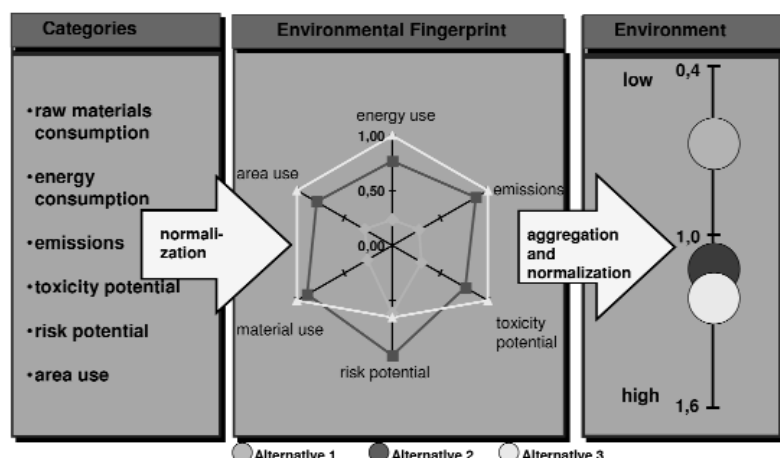 Categories
•raw materials
consumption
•energy
consumption
•emissions
•toxicity potential
•risk potential
•area use
normali-
zation
Environmental Fingerprint
energy use
1,00
area use
0,50
emissions
0,00
material use
toxicity
potential
risk potential
aggregation
and
normalization
Environment
low
0,4
1,0
high
1,6
Alternative 1
Alternative 2
Alternative 3